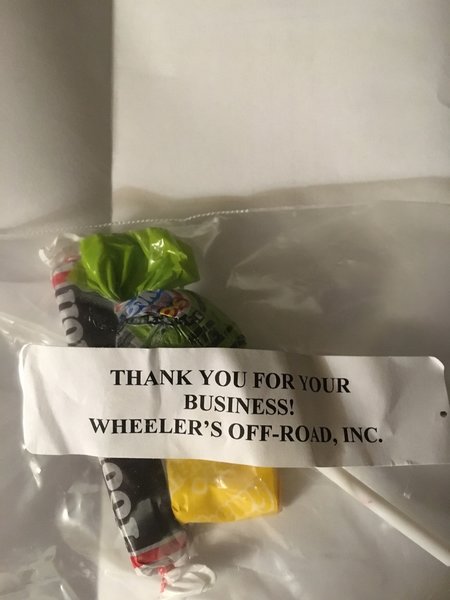 THANK YOU FOR YOUR
BUSINESS!
WHEELER'S OFF-ROAD, INC.